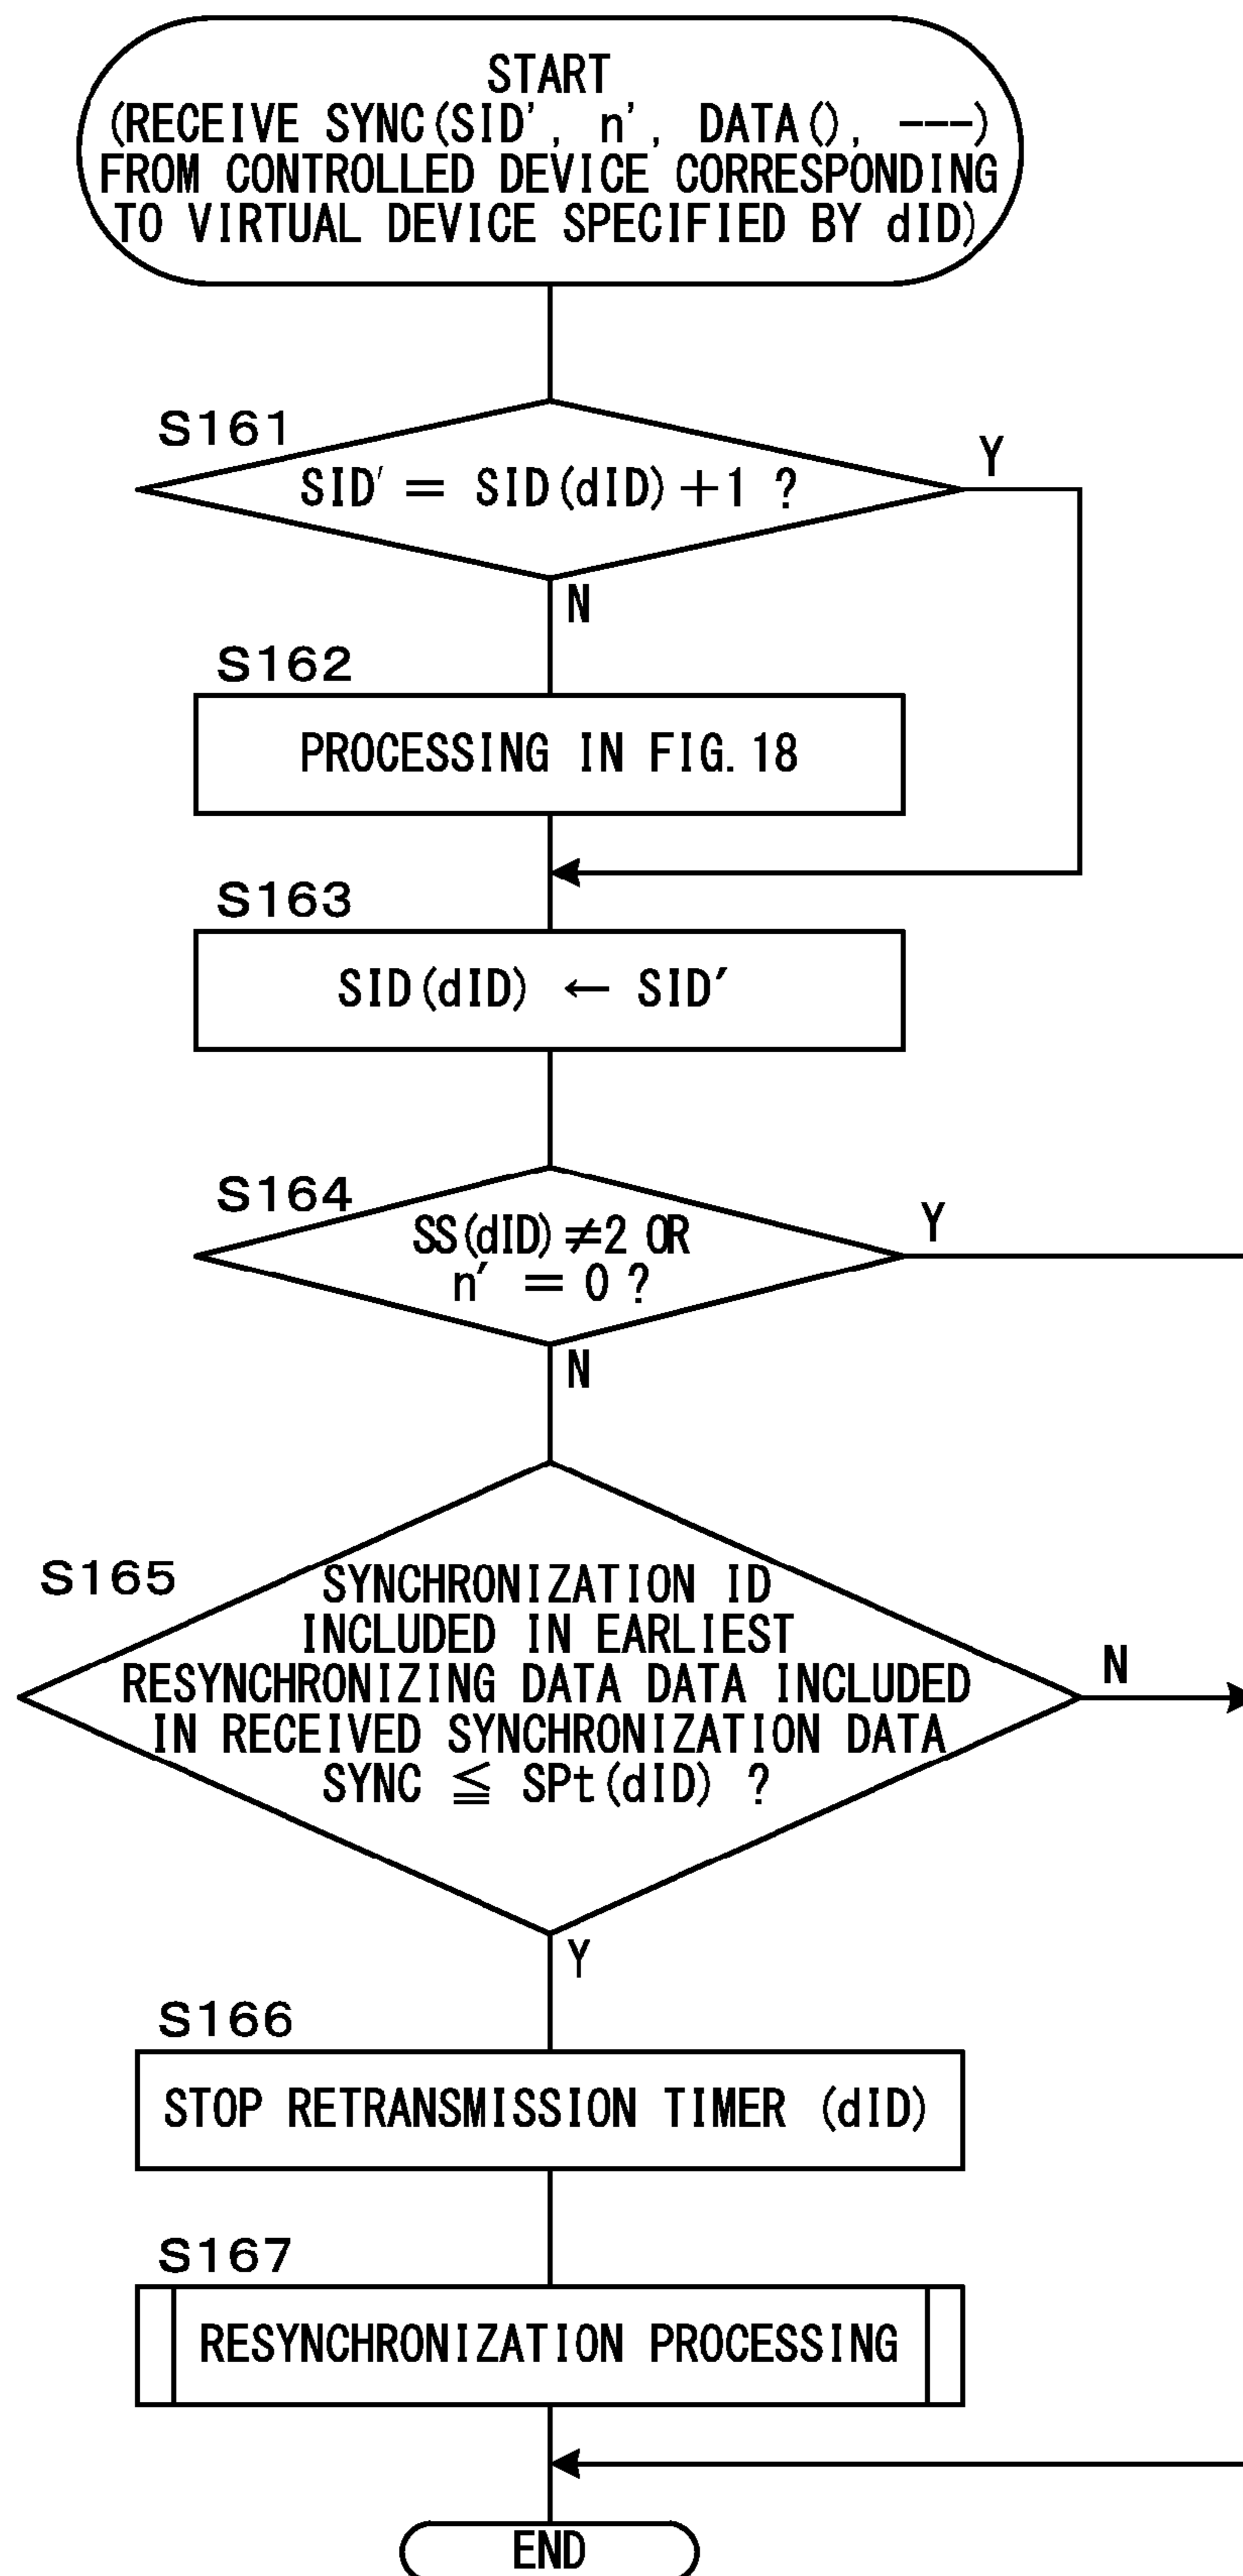 START
(RECEIVE SYNC(SID', n', DATA(), ---)
FROM CONTROLLED DEVICE CORRESPONDING
TO VIRTUAL DEVICE SPECIFIED BY dID)
S161
SID' = SID(dID)+1 ?
Y
N
S162
PROCESSING IN FIG.18
S163
SID(dID) ← SID'
S164
SS(dID)≠2 OR
n' = 0 ?
Y
N
S165
SYNCHRONIZATION ID
INCLUDED IN EARLIEST
RESYNCHRONIZING DATA DATA INCLUDED
IN RECEIVED SYNCHRONIZATION DATA
SYNC ≦ SPt(dID) ?
N
Y
S166
STOP RETRANSMISSION TIMER (dID)
S167
RESYNCHRONIZATION PROCESSING
END